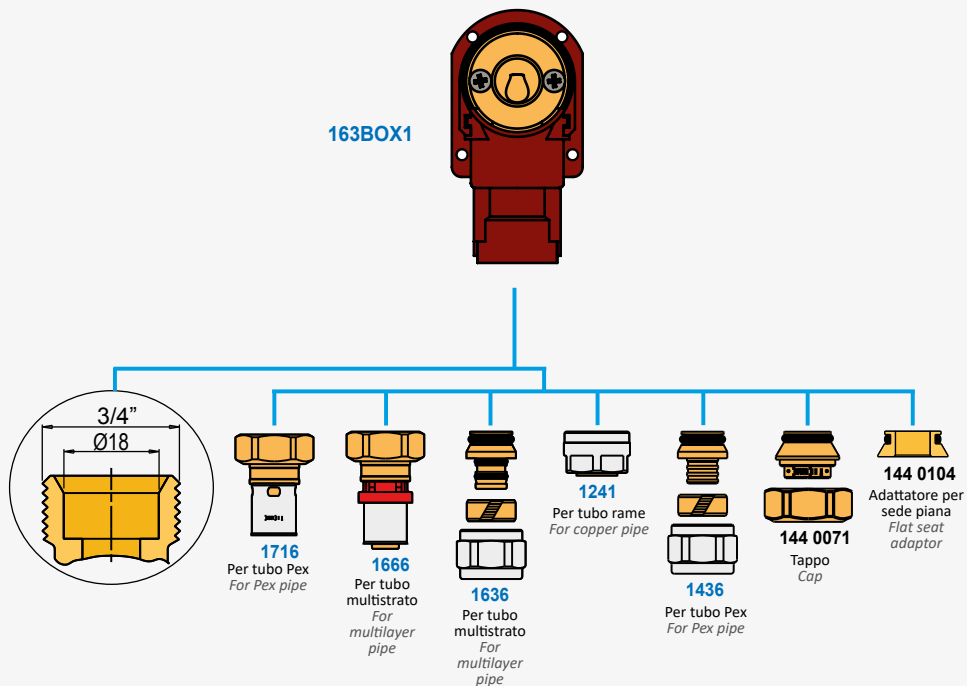 163BOX1
3/4”
Ø18
1716
Per tubo Pex
For Pex pipe
1666
Per tubo
multistrato
For
multilayer
pipe
1636
Per tubo
multistrato
For
multilayer
pipe
1241
Per tubo rame
For copper pipe
1436
Per tubo Pex
For Pex pipe
144 0071
Tappo
Cap
144 0104
Adattatore per
sede piana
Flat seat
adaptor